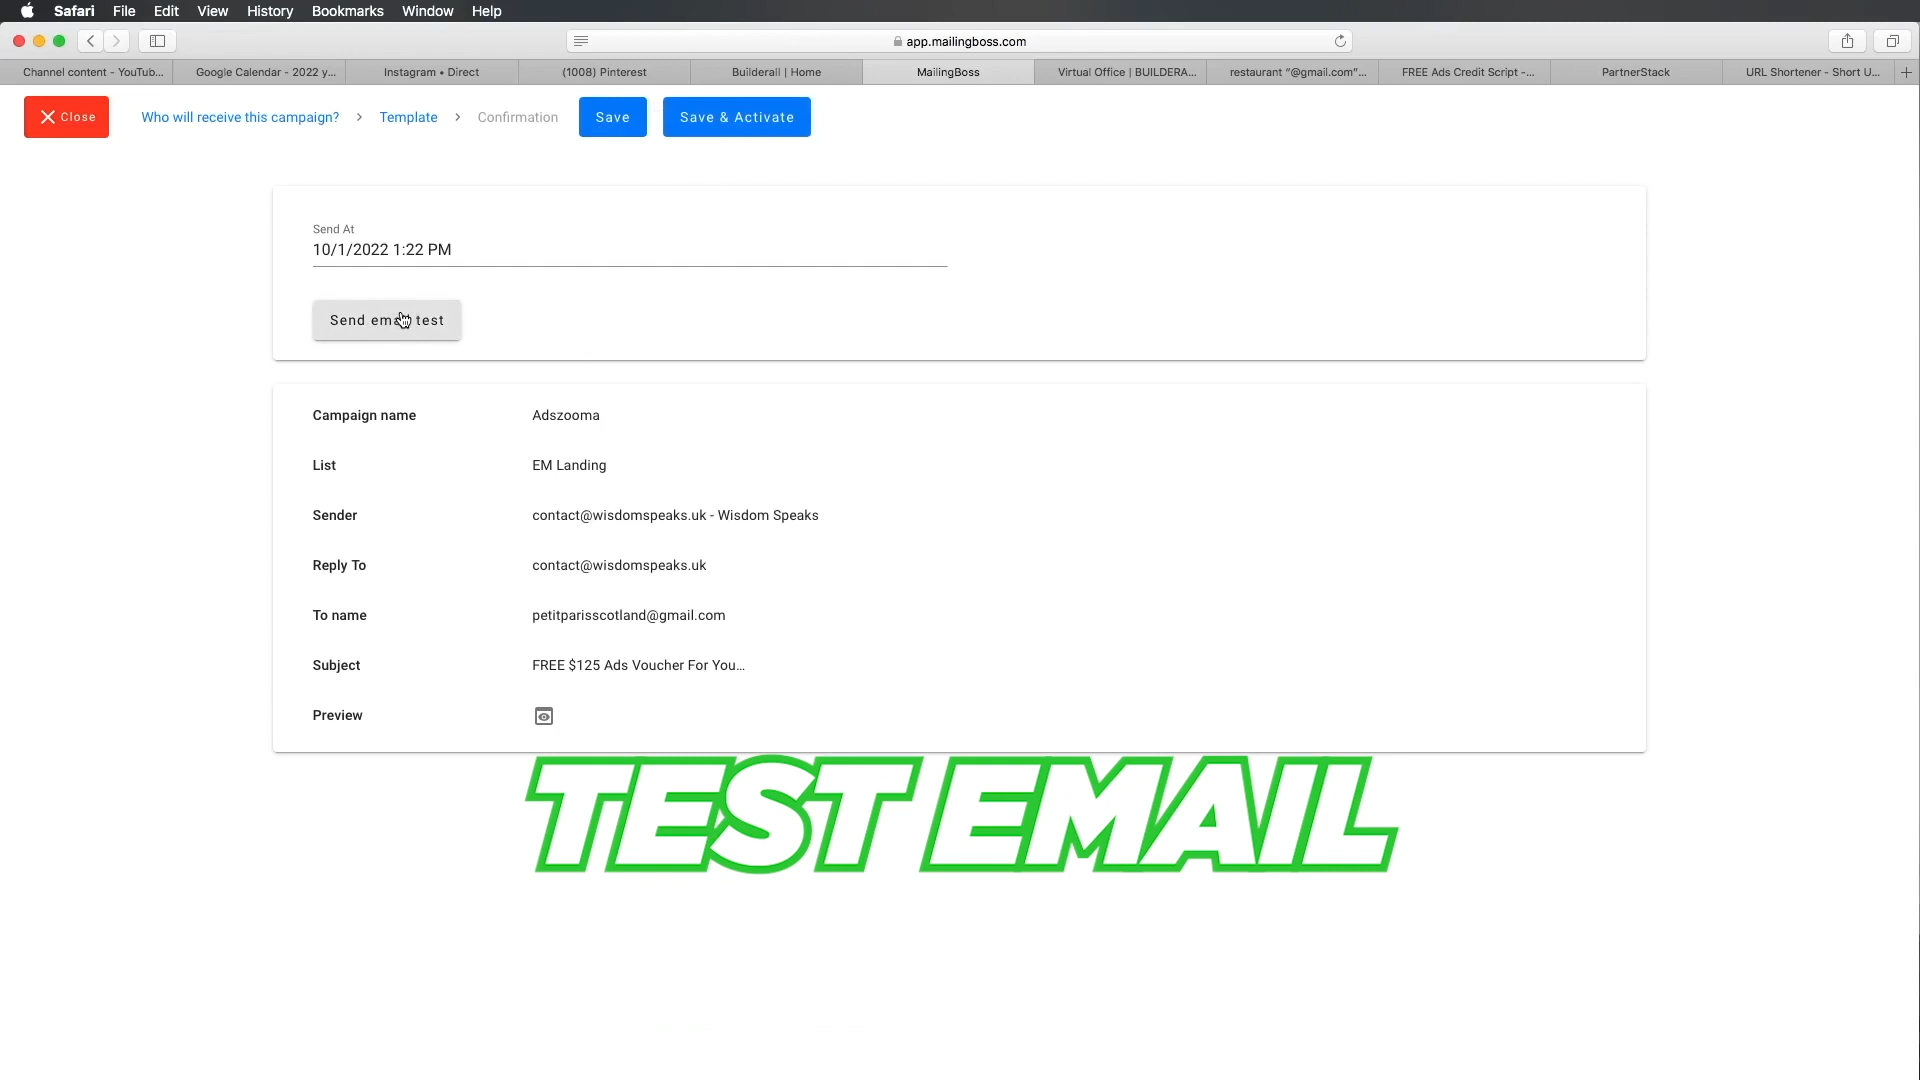 Safari File Edit View History Bookmarks Window Help
app.mailingboss.com
Channel content - YouTub... Google Calendar - 2022 y... Instagram • Direct (1008) Pinterest Builderall | Home MailingBoss Virtual Office | BUILDERA... restaurant "@gmail.com"... FREE Ads Credit Script -... PartnerStack URL Shortener - Short U...
Close Who will receive this campaign? > Template > Confirmation Save Save & Activate
Send At
10/1/2022 1:22 PM
Send email test
Campaign name Adszooma
List EM Landing
Sender contact@wisdomspeaks.uk - Wisdom Speaks
Reply To contact@wisdomspeaks.uk
To name petitparisscotland@gmail.com
Subject FREE $125 Ads Voucher For You...
Preview
TEST EMAIL